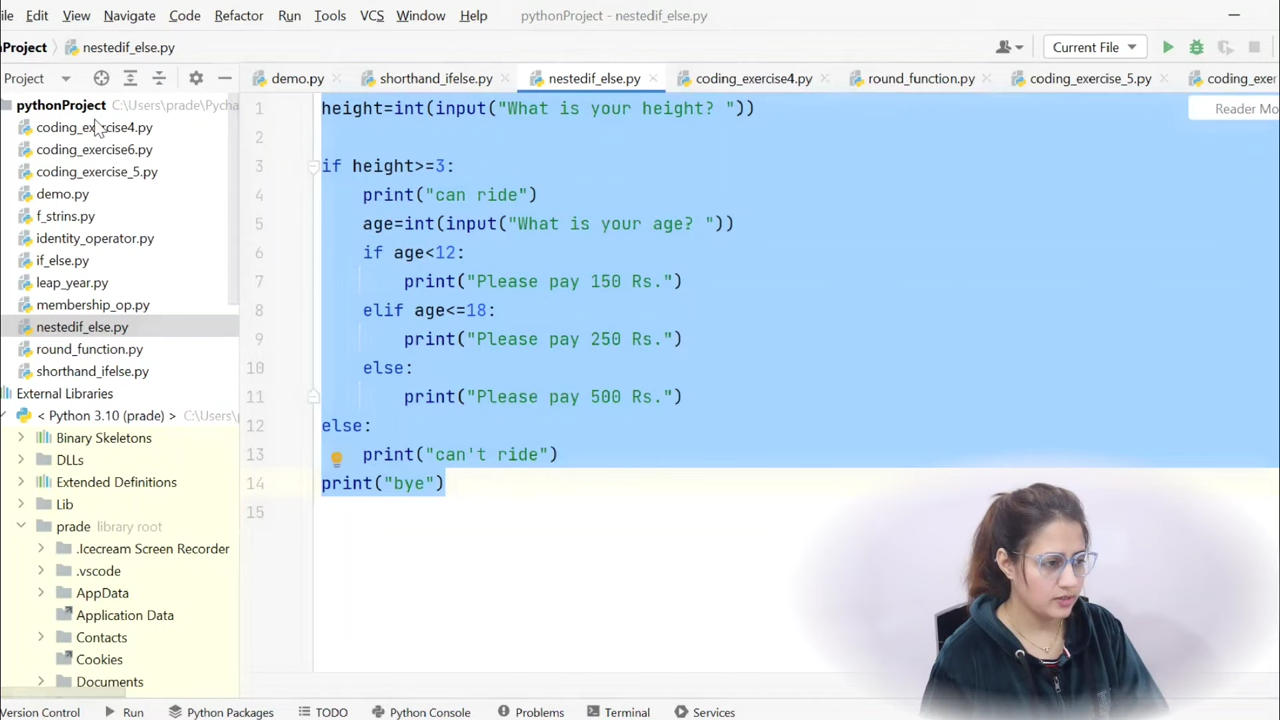 ile Edit View Navigate Code Refactor Run Tools VCS Window Help pythonProject - nestedif_else.py
nProject nestedif_else.py Current File
Project demo.py shorthand_ifelse.py nestedif_else.py coding_exercise4.py round_function.py coding_exercise_5.py coding_exer
pythonProject C:\Users\prade\Pycha
coding_exercise4.py
coding_exercise6.py
coding_exercise_5.py
demo.py
f_strins.py
identity_operator.py
if_else.py
leap_year.py
membership_op.py
nestedif_else.py
round_function.py
shorthand_ifelse.py
External Libraries
< Python 3.10 (prade) > C:\Users\
Binary Skeletons
DLLs
Extended Definitions
Lib
prade library root
.Icecream Screen Recorder
.vscode
AppData
Application Data
Contacts
Cookies
Documents
1 height=int(input("What is your height? ")) Reader Mo
2
3 if height>=3:
4 print("can ride")
5 age=int(input("What is your age? "))
6 if age<12:
7 print("Please pay 150 Rs.")
8 elif age<=18:
9 print("Please pay 250 Rs.")
10 else:
11 print("Please pay 500 Rs.")
12 else:
13 print("can't ride")
14 print("bye")
15
Version Control Run Python Packages TODO Python Console Problems Terminal Services